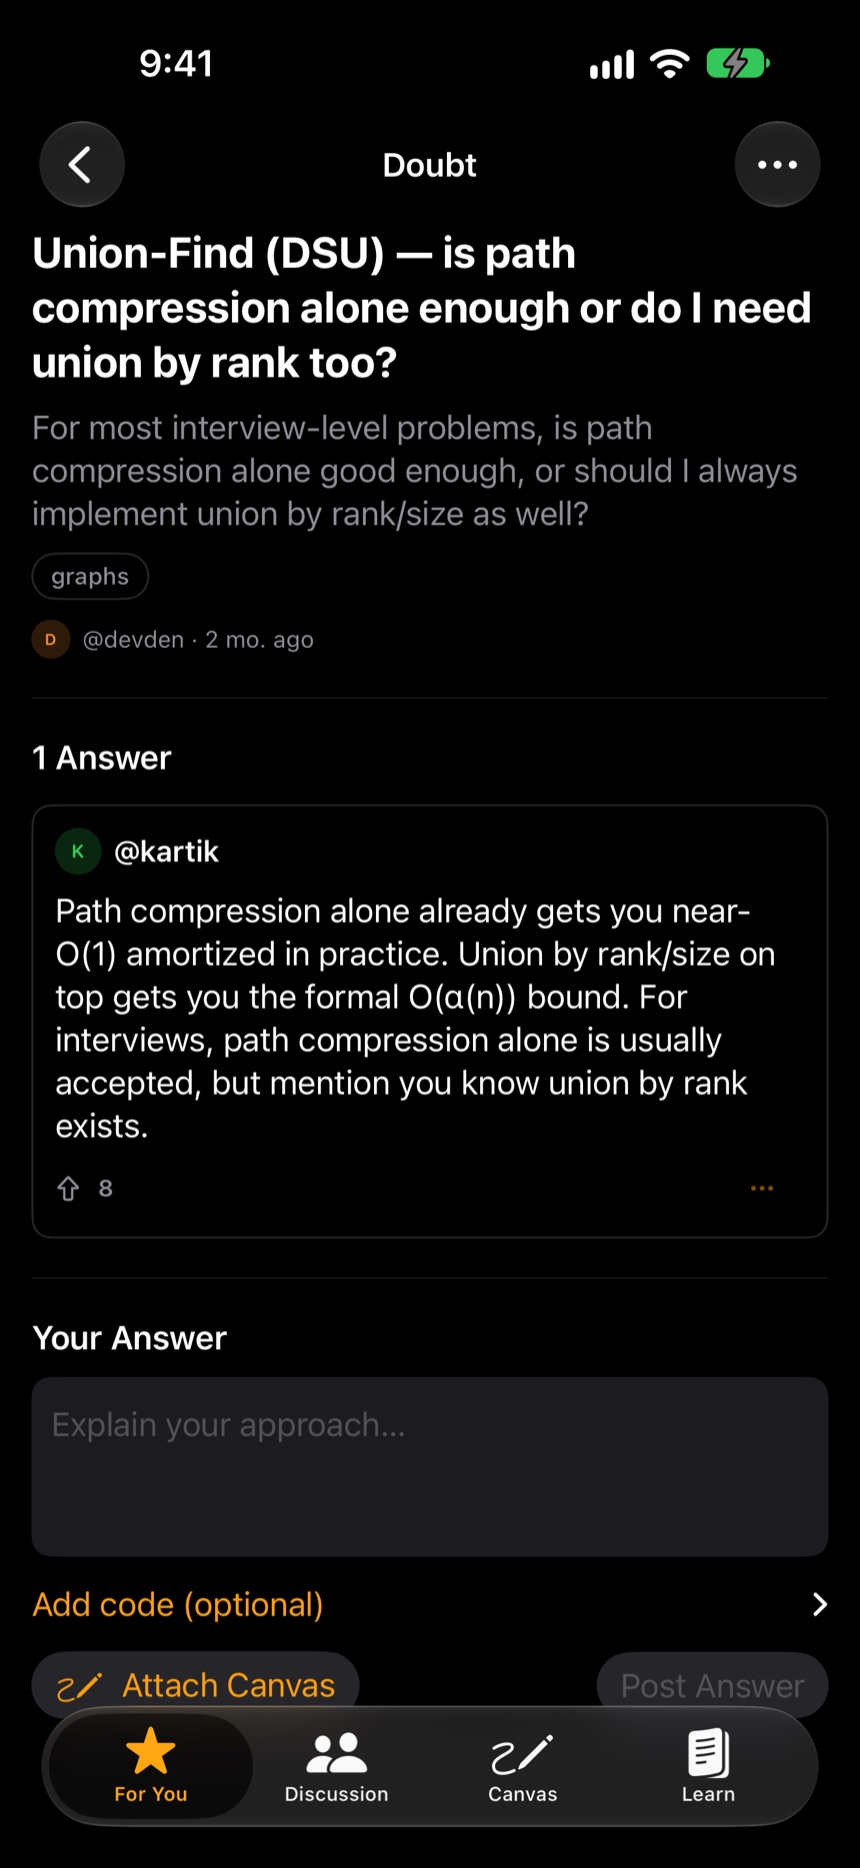 9:41
Doubt
Union-Find (DSU) — is path
compression alone enough or do I need
union by rank too?
For most interview-level problems, is path
compression alone good enough, or should I always
implement union by rank/size as well?
graphs
D @devden · 2 mo. ago
1 Answer
K @kartik
Path compression alone already gets you near-
O(1) amortized in practice. Union by rank/size on
top gets you the formal O(α(n)) bound. For
interviews, path compression alone is usually
accepted, but mention you know union by rank
exists.
8
Your Answer
Explain your approach...
Add code (optional)
Attach Canvas Post Answer
For You Discussion Canvas Learn